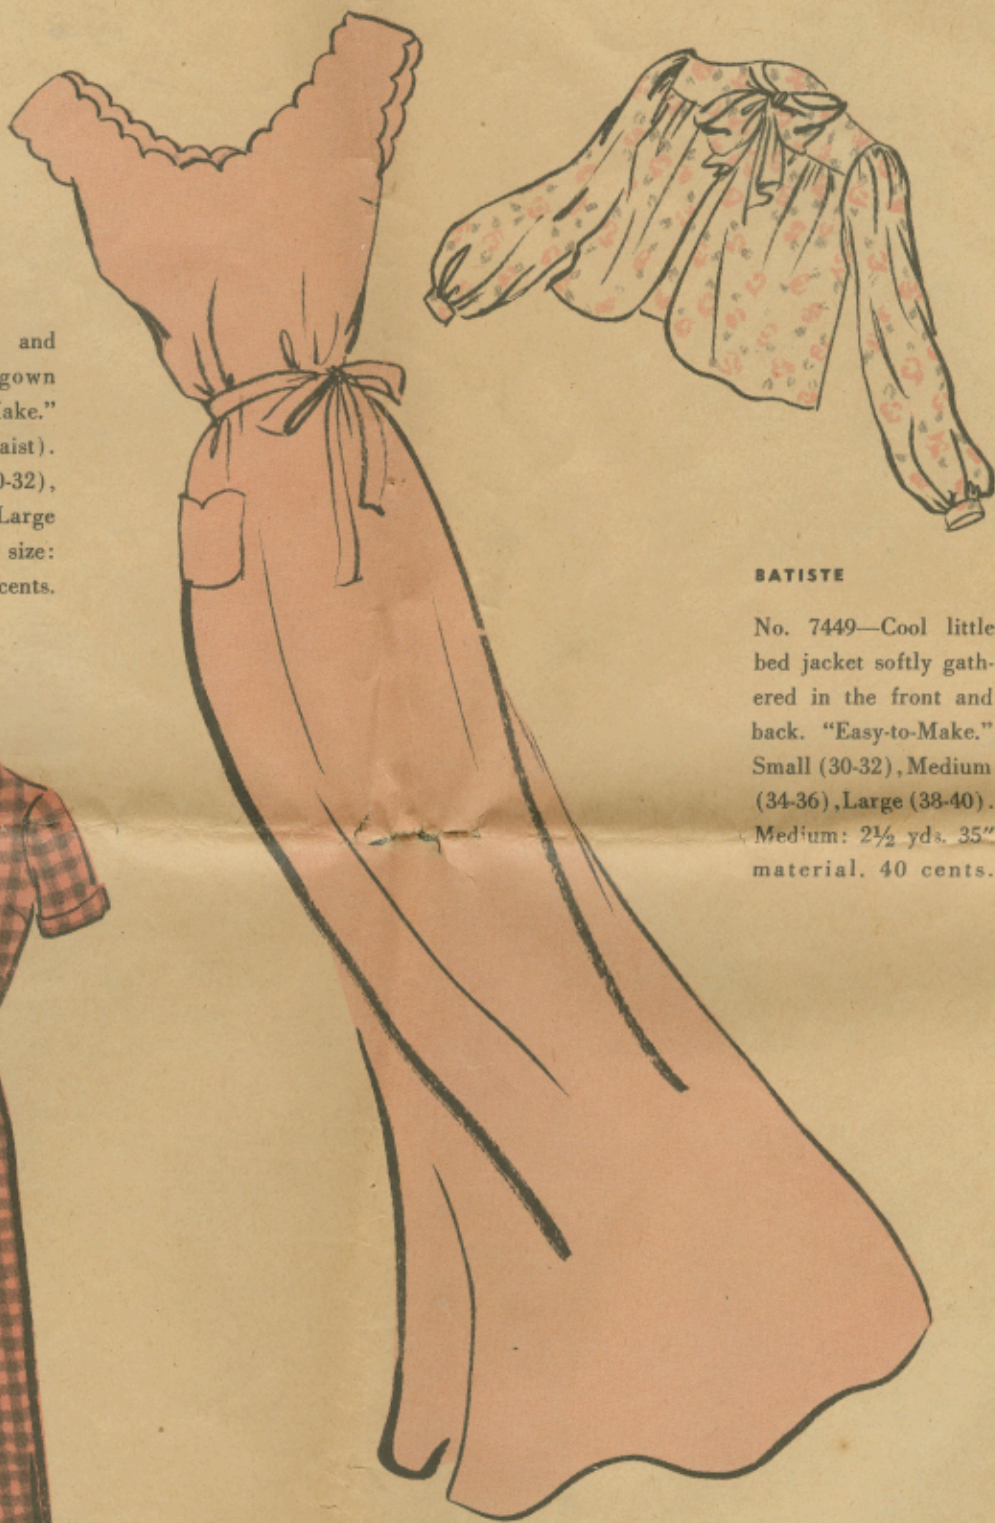 and
gown
ake."
aist).
0-32),
Large
size:
cents.
BATISTE
No. 7449—Cool little
bed jacket softly gath-
ered in the front and
back. "Easy-to-Make."
Small (30-32), Medium
(34-36), Large (38-40).
Medium: 2½ yds. 35"
material. 40 cents.